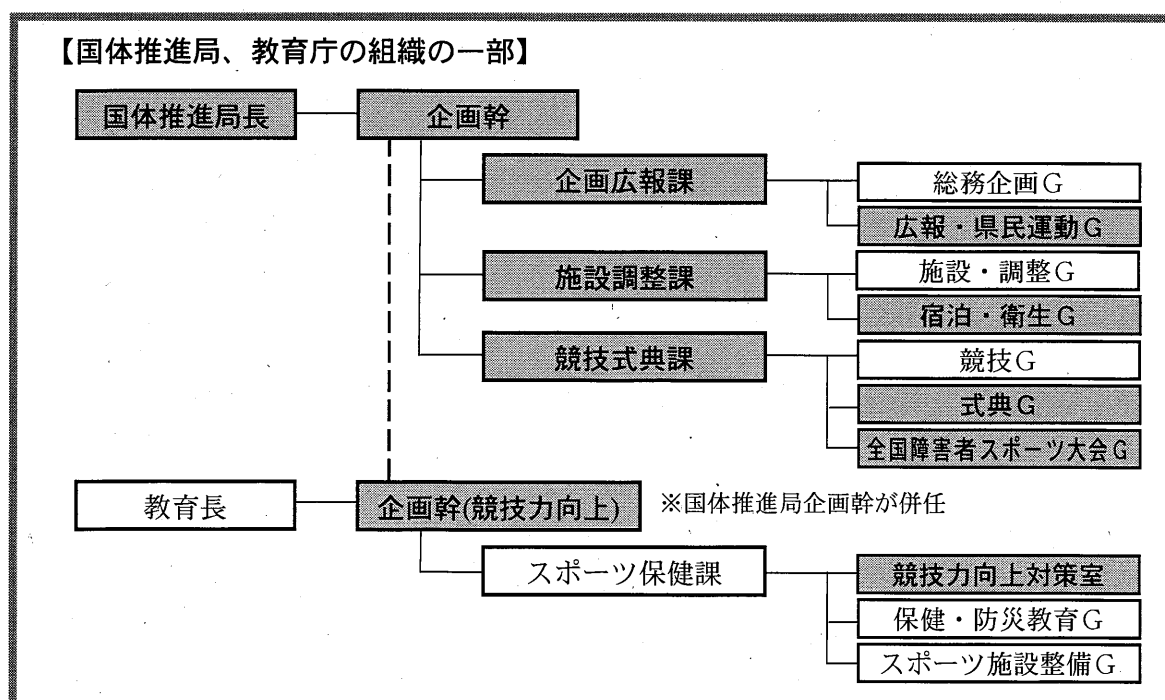 【国体推進局、教育庁の組織の一部】
国体推進局長
企画幹
企画広報課
総務企画G
広報・県民運動G
施設調整課
施設・調整G
宿泊・衛生G
競技式典課
競技G
式典G
全国障害者スポーツ大会G
教育長
企画幹(競技力向上)
※国体推進局企画幹が併任
スポーツ保健課
競技力向上対策室
保健・防災教育G
スポーツ施設整備G